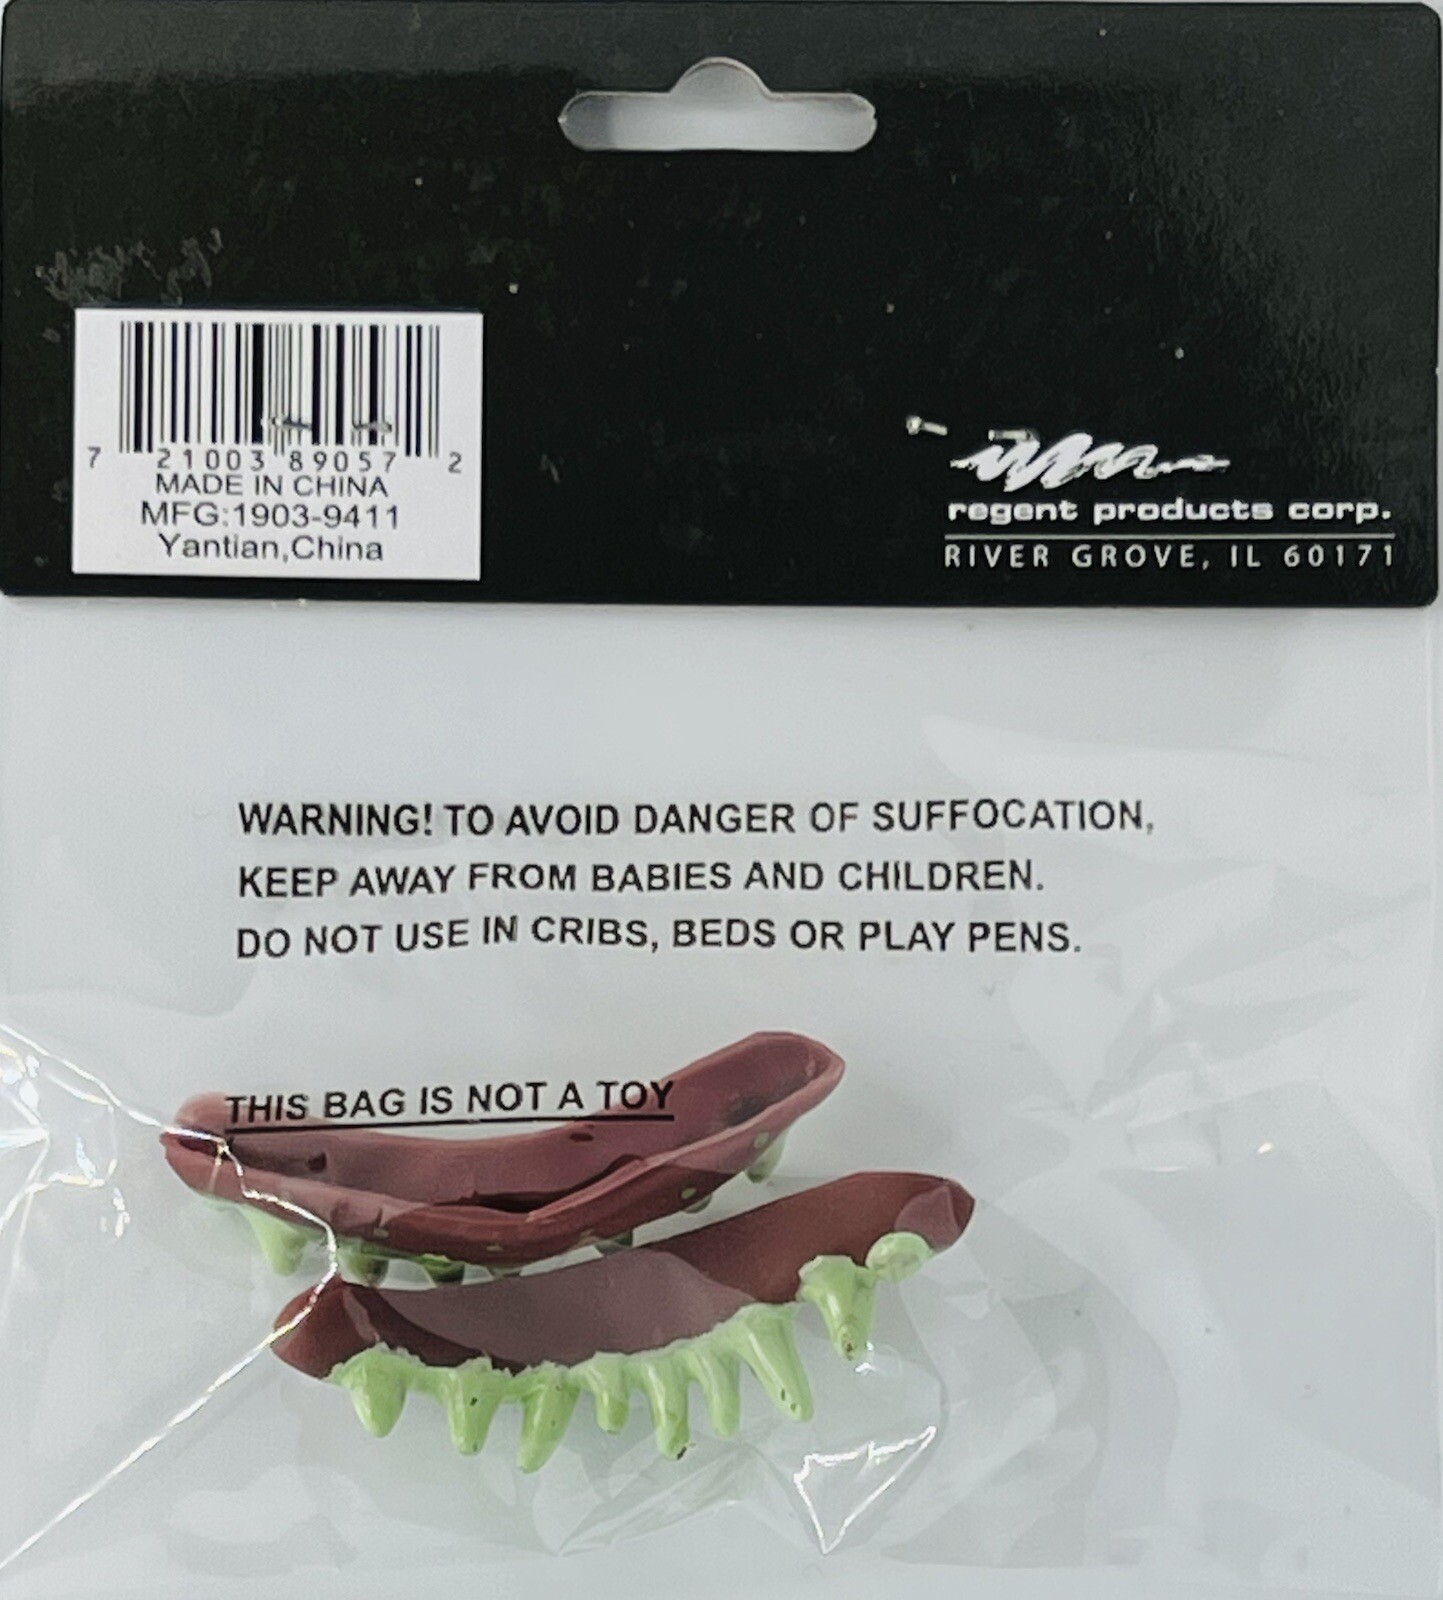 7 21003 89057 2
MADE IN CHINA
MFG:1903-9411
Yantian,China
regent products corp.
RIVER GROVE, IL 60171
WARNING! TO AVOID DANGER OF SUFFOCATION,
KEEP AWAY FROM BABIES AND CHILDREN.
DO NOT USE IN CRIBS, BEDS OR PLAY PENS.
THIS BAG IS NOT A TOY